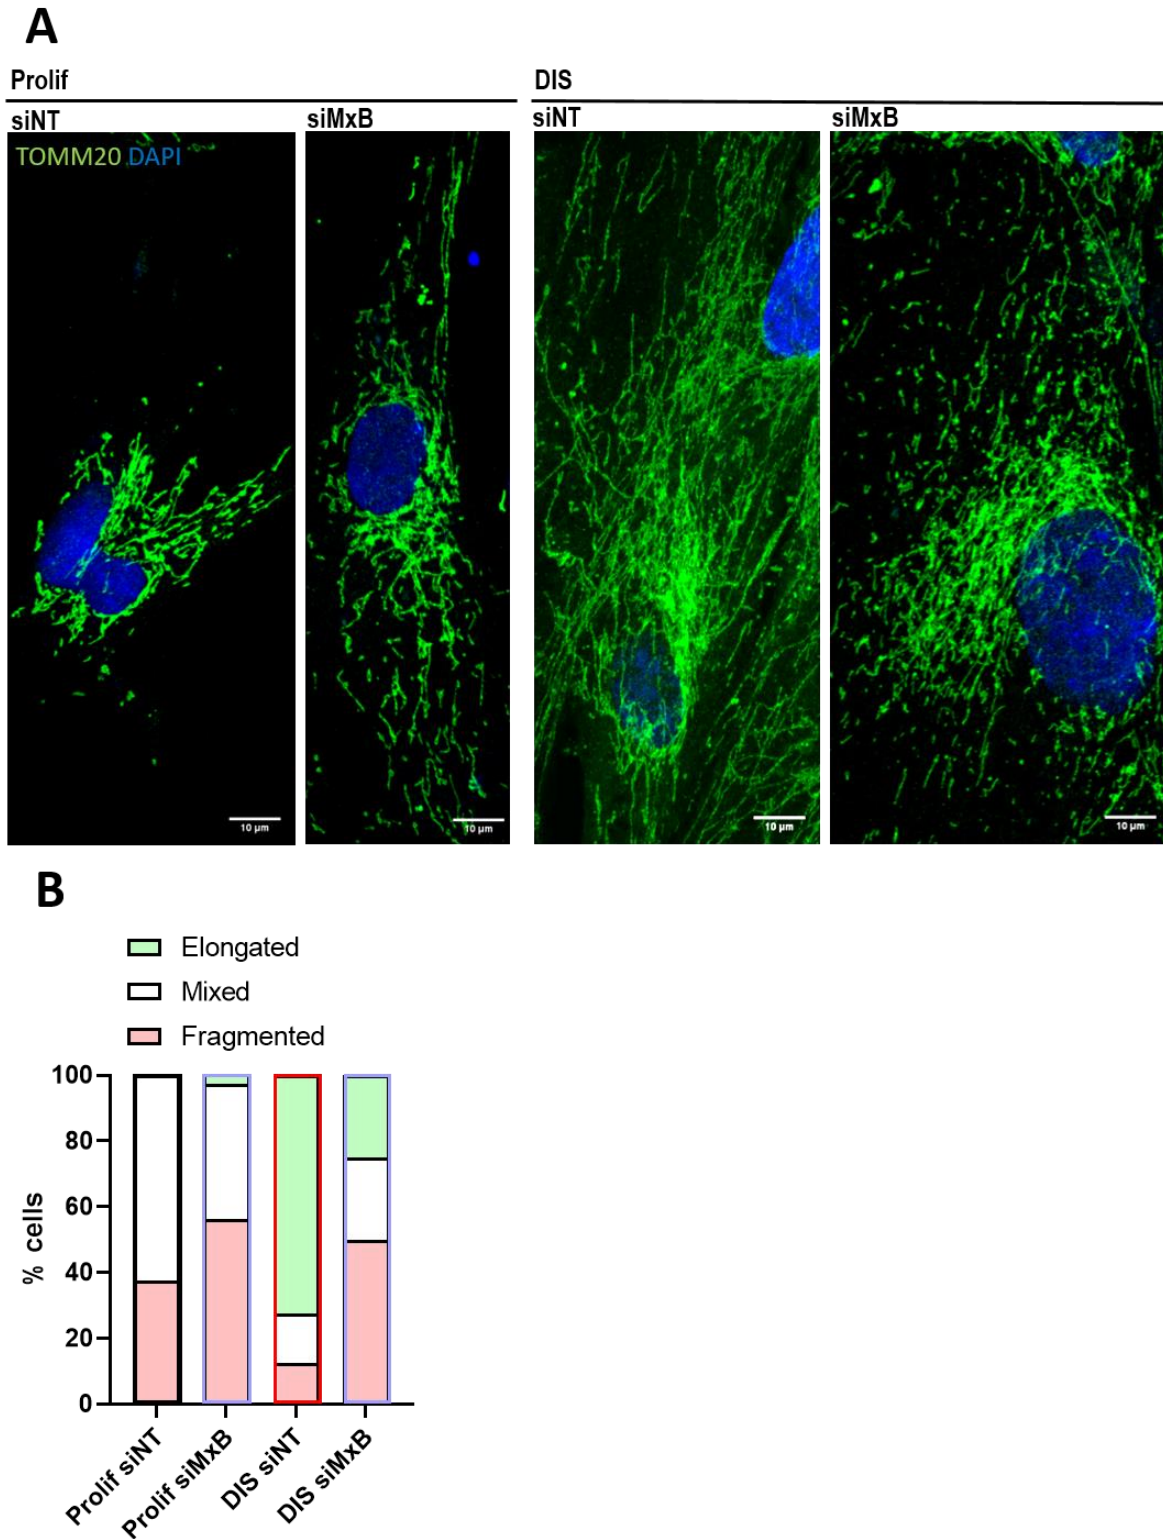 A
Prolif
DIS
siNT
siMxB
siNT
siMxB
TOMM20 DAPI
10 µm
10 µm
10 µm
10 µm
B
Elongated
Mixed
Fragmented
100
80
60
40
20
0
% cells
Prolif siNT
Prolif siMxB
DIS siNT
DIS siMxB